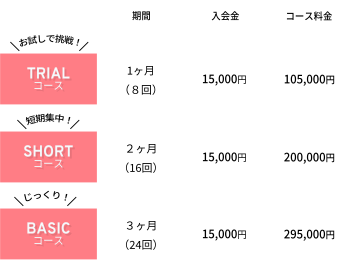 期間 入会金 コース料金
お試しで挑戦！
TRIAL
コース
1ヶ月
（８回） 15,000円 105,000円
短期集中！
SHORT
コース
２ヶ月
（16回） 15,000円 200,000円
じっくり！
BASIC
コース
３ヶ月
（24回） 15,000円 295,000円